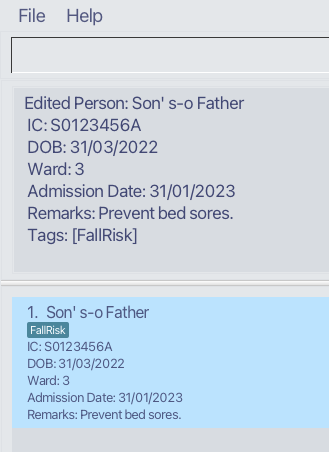 File Help
Edited Person: Son' s-o Father
IC: S0123456A
DOB: 31/03/2022
Ward: 3
Admission Date: 31/01/2023
Remarks: Prevent bed sores.
Tags: [FallRisk]
1. Son' s-o Father
FallRisk
IC: S0123456A
DOB: 31/03/2022
Ward: 3
Admission Date: 31/01/2023
Remarks: Prevent bed sores.